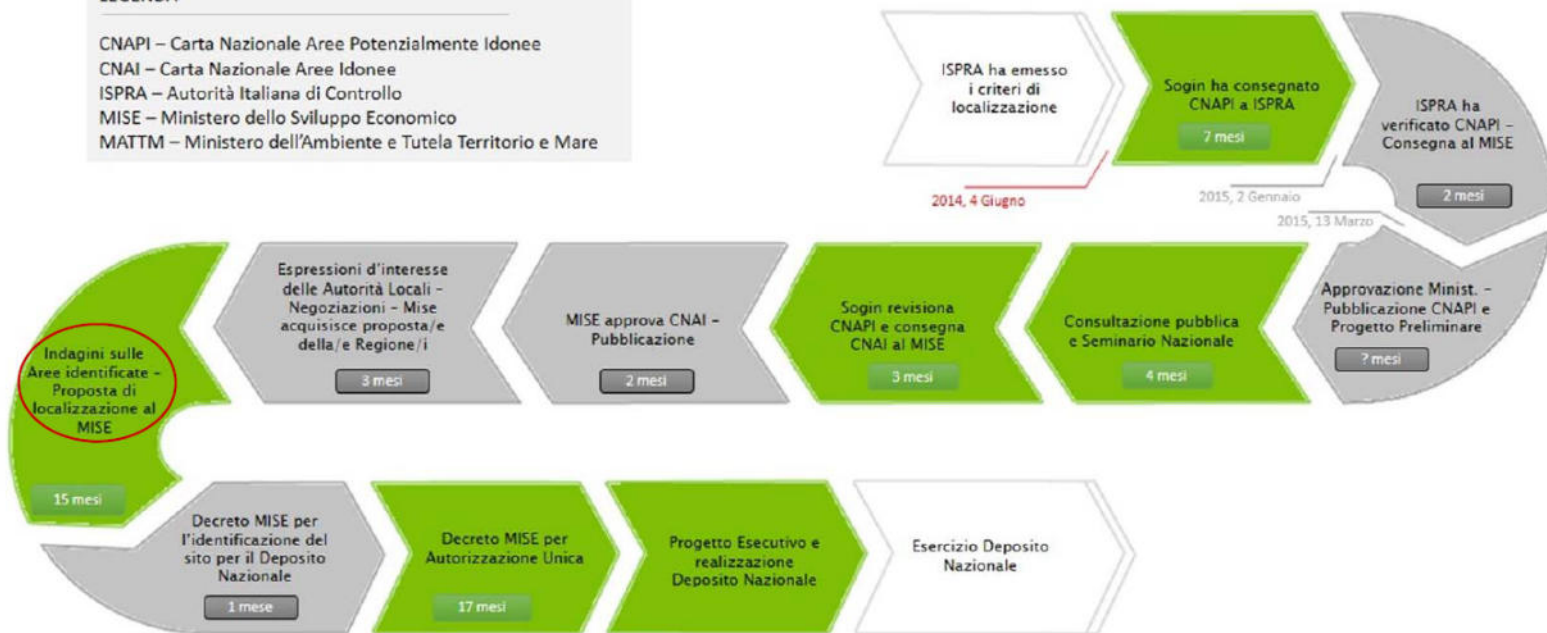 LEGENDA
CNAPI – Carta Nazionale Aree Potenzialmente Idonee
CNAI – Carta Nazionale Aree Idonee
ISPRA – Autorità Italiana di Controllo
MISE – Ministero dello Sviluppo Economico
MATTM – Ministero dell'Ambiente e Tutela Territorio e Mare
ISPRA ha emesso
i criteri di
localizzazione
2014, 4 Giugno
Sogin ha consegnato
CNAPI a ISPRA
7 mesi
2015, 2 Gennaio
ISPRA ha
verificato CNAPI –
Consegna al MISE
2 mesi
2015, 13 Marzo
Approvazione Minist. –
Pubblicazione CNAPI e
Progetto Preliminare
? mesi
Consultazione pubblica
e Seminario Nazionale
4 mesi
Sogin revisiona
CNAPI e consegna
CNAI al MISE
3 mesi
MISE approva CNAI –
Pubblicazione
2 mesi
Espressioni d'interesse
delle Autorità Locali –
Negoziazioni – Mise
acquisisce proposta/e
della/e Regione/i
3 mesi
Indagini sulle
Aree identificate –
Proposta di
localizzazione al
MISE
15 mesi
Decreto MISE per
l'identificazione del
sito per il Deposito
Nazionale
1 mese
Decreto MISE per
Autorizzazione Unica
17 mesi
Progetto Esecutivo e
realizzazione
Deposito Nazionale
Esercizio Deposito
Nazionale